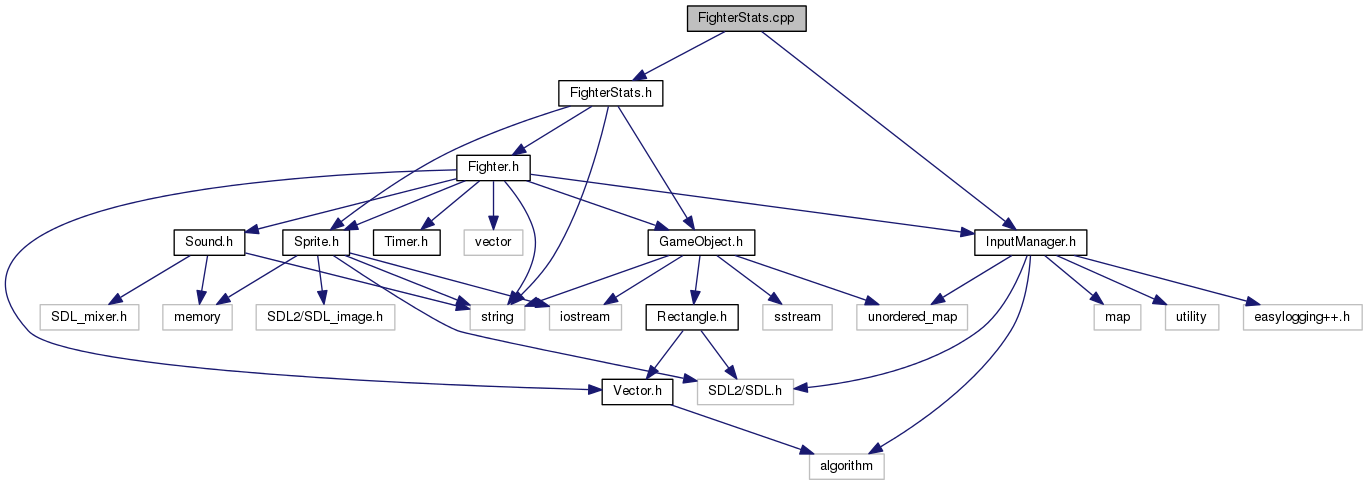 FighterStats.cpp
FighterStats.h
Fighter.h
Sound.h
Sprite.h
Timer.h
vector
GameObject.h
InputManager.h
SDL_mixer.h
memory
SDL2/SDL_image.h
string
iostream
Rectangle.h
sstream
unordered_map
map
utility
easylogging++.h
Vector.h
SDL2/SDL.h
algorithm